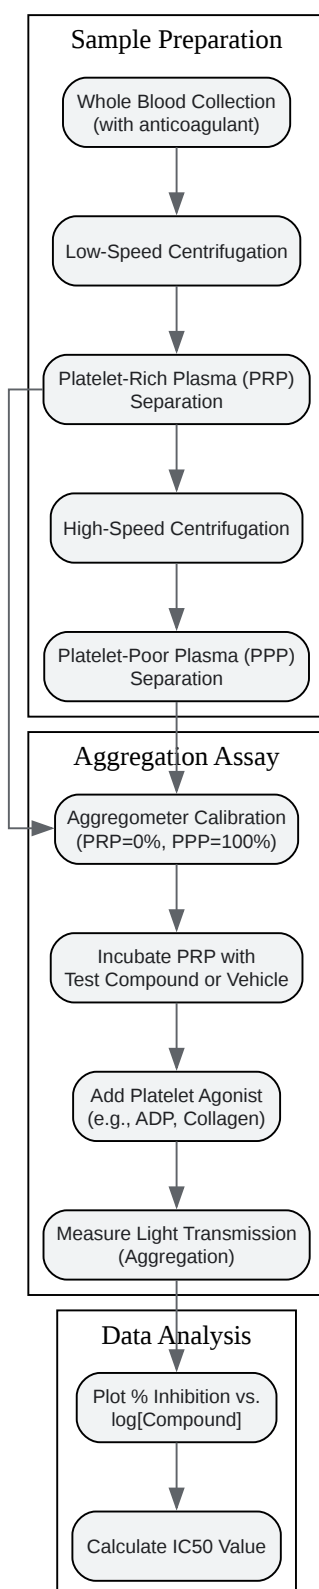 Sample Preparation
Whole Blood Collection
(with anticoagulant)
Low-Speed Centrifugation
Platelet-Rich Plasma (PRP)
Separation
High-Speed Centrifugation
Platelet-Poor Plasma (PPP)
Separation
Aggregation Assay
Aggregometer Calibration
(PRP=0%, PPP=100%)
Incubate PRP with
Test Compound or Vehicle
Add Platelet Agonist
(e.g., ADP, Collagen)
Measure Light Transmission
(Aggregation)
Data Analysis
Plot % Inhibition vs.
log[Compound]
Calculate IC50 Value